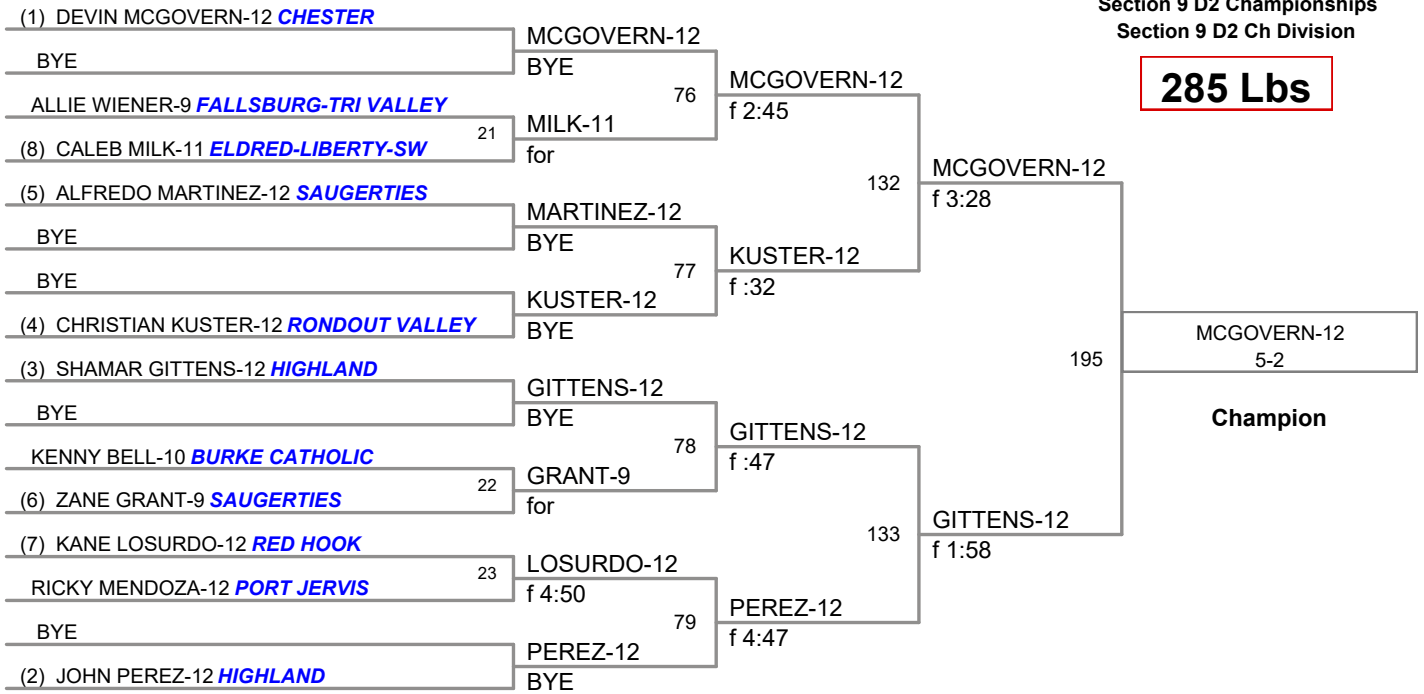 Section 9 D2 Championships
Section 9 D2 Ch Division
285 Lbs
(1) DEVIN MCGOVERN-12 CHESTER
BYE
ALLIE WIENER-9 FALLSBURG-TRI VALLEY
(8) CALEB MILK-11 ELDRED-LIBERTY-SW
(5) ALFREDO MARTINEZ-12 SAUGERTIES
BYE
BYE
(4) CHRISTIAN KUSTER-12 RONDOUT VALLEY
(3) SHAMAR GITTENS-12 HIGHLAND
BYE
KENNY BELL-10 BURKE CATHOLIC
(6) ZANE GRANT-9 SAUGERTIES
(7) KANE LOSURDO-12 RED HOOK
RICKY MENDOZA-12 PORT JERVIS
BYE
(2) JOHN PEREZ-12 HIGHLAND
21
22
23
MCGOVERN-12
BYE
MILK-11
for
MARTINEZ-12
BYE
KUSTER-12
BYE
GITTENS-12
BYE
GRANT-9
for
LOSURDO-12
f 4:50
PEREZ-12
BYE
76
77
78
79
MCGOVERN-12
f 2:45
KUSTER-12
f :32
GITTENS-12
f :47
PEREZ-12
f 4:47
132
133
MCGOVERN-12
f 3:28
GITTENS-12
f 1:58
195
MCGOVERN-12
5-2
Champion